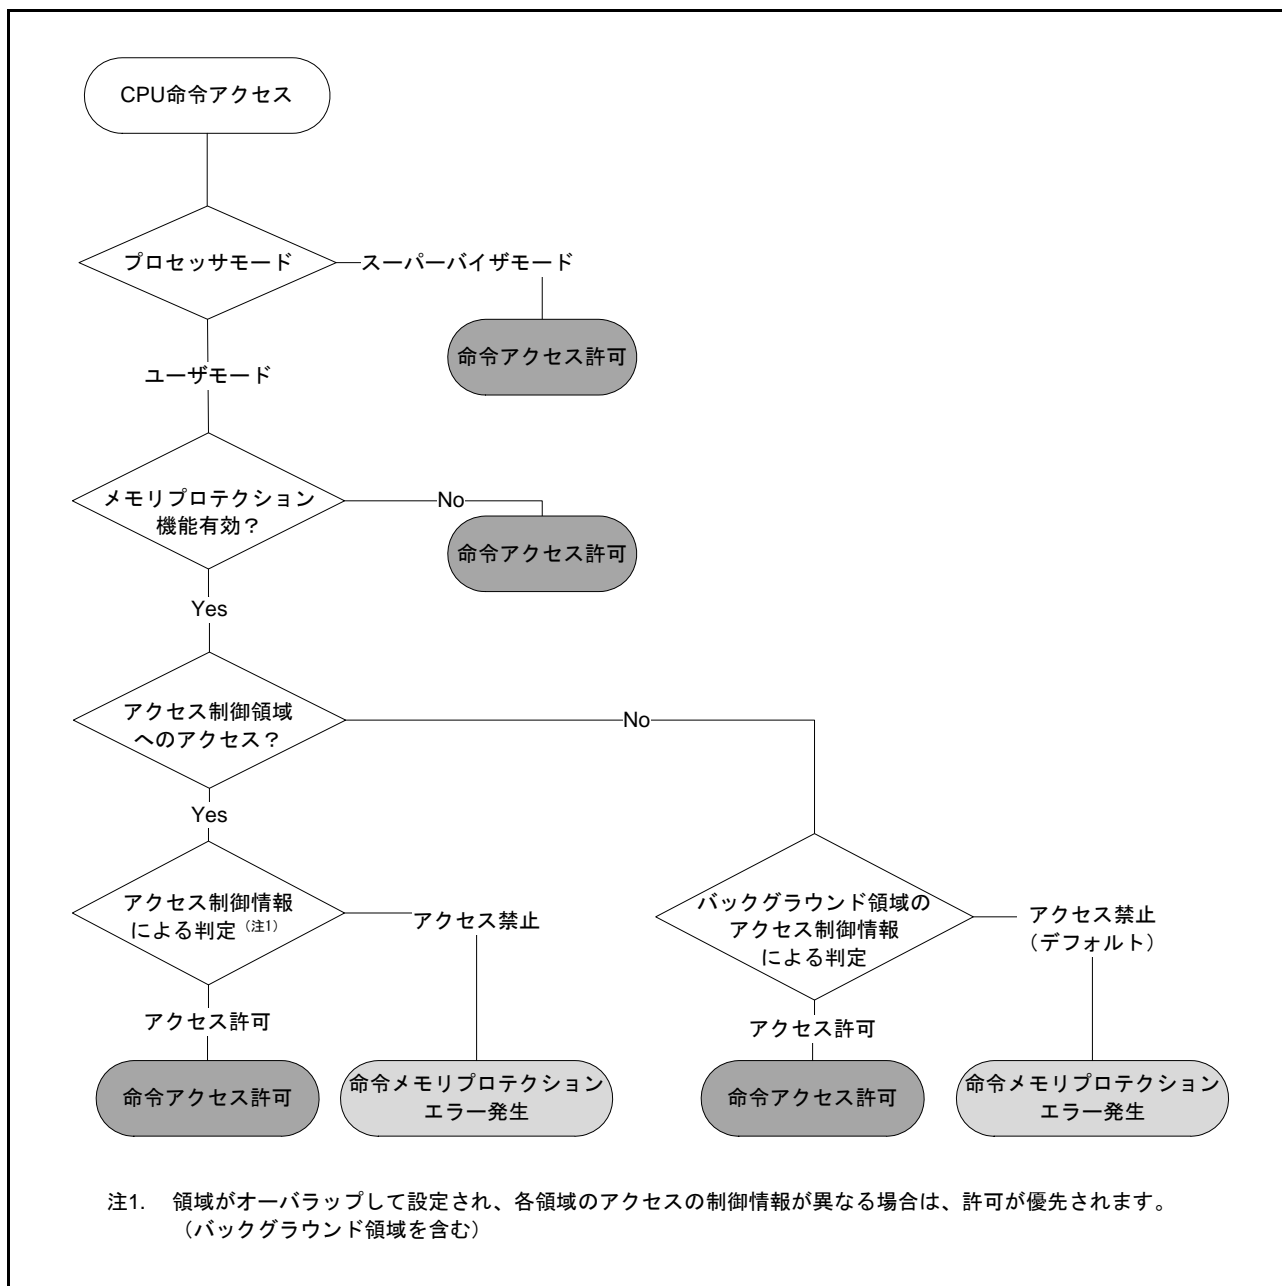 CPU命令アクセス
プロセッサモード
スーパーバイザモード
命令アクセス許可
ユーザモード
メモリプロテクション
機能有効？
No
命令アクセス許可
Yes
アクセス制御領域
へのアクセス？
No
Yes
アクセス制御情報
による判定（注1）
アクセス禁止
バックグラウンド領域の
アクセス制御情報
による判定
アクセス禁止
（デフォルト）
アクセス許可
アクセス許可
命令アクセス許可
命令メモリプロテクション
エラー発生
命令アクセス許可
命令メモリプロテクション
エラー発生
注1. 領域がオーバラップして設定され、各領域のアクセスの制御情報が異なる場合は、許可が優先されます。
（バックグラウンド領域を含む）